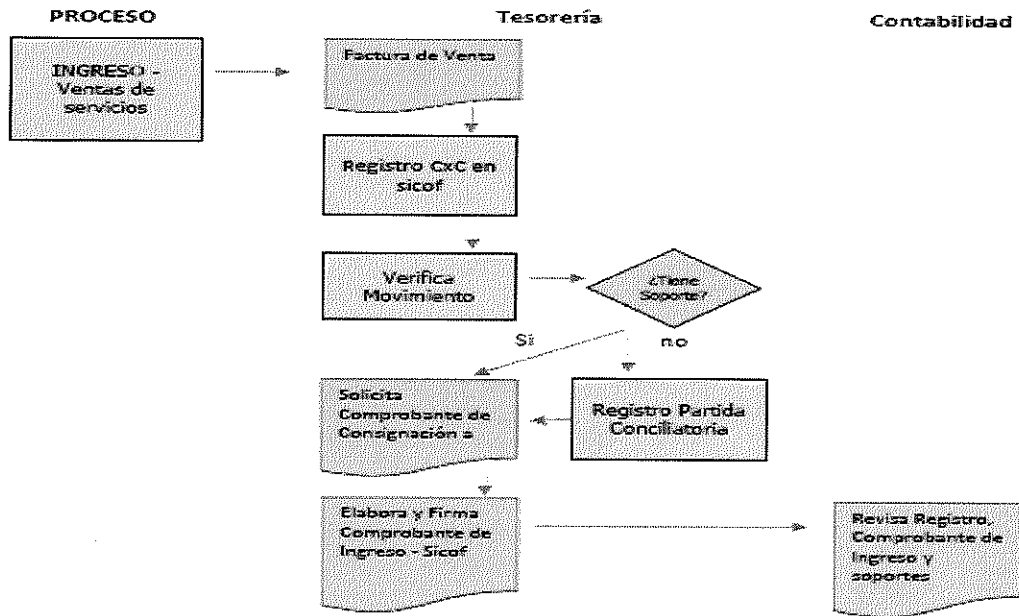 PROCESO
Tesorería
Contabilidad
INGRESO -
Ventas de
servicios
Factura de Venta
Registro CxC en
sicof
Verifica
Movimiento
¿Tiene
Soporte?
Si
no
Solicita
Comprobante de
Consignación a
Registro Partida
Conciliatoria
Elabora y Firma
Comprobante de
Ingreso - Sicof
Revisa Registro,
Comprobante de
Ingreso y
soportes